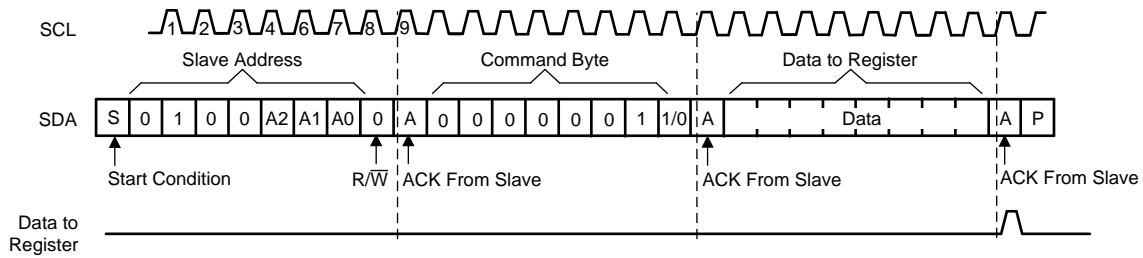 SCL 1 2 3 4 6 7 8 9
Slave Address Command Byte Data to Register
SDA S 0 1 0 0 A2 A1 A0 0 A 0 0 0 0 0 0 1 1/0 A Data A P
Start Condition R/W̅ ACK From Slave ACK From Slave ACK From Slave
Data to
Register